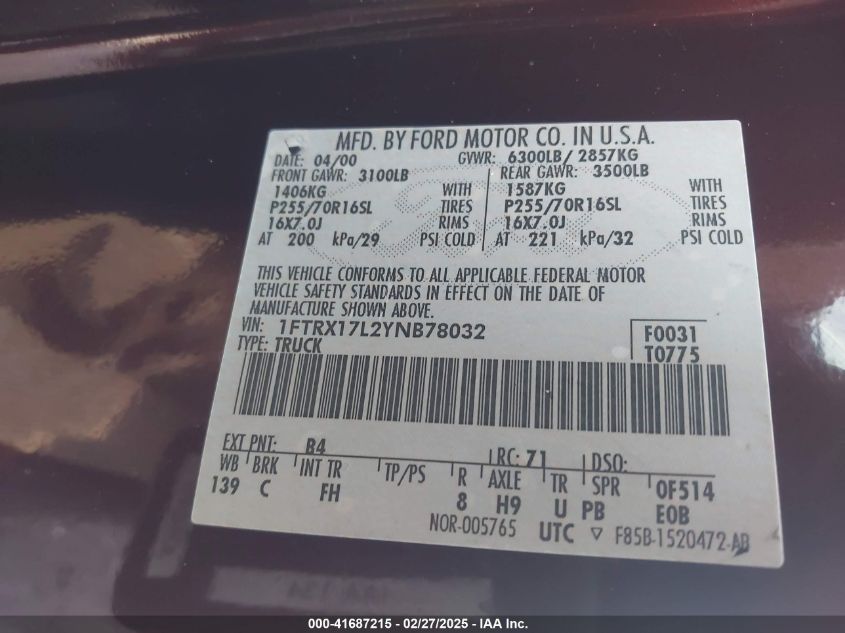 MFD. BY FORD MOTOR CO. IN U.S.A.
DATE: 04/00 GVWR: 6300LB/ 2857KG
FRONT GAWR: 3100LB REAR GAWR: 3500LB
1406KG WITH 1587KG WITH
P255/70R16SL TIRES P255/70R16SL TIRES
16X7.0J RIMS 16X7.0J RIMS
AT 200 kPa/29 PSI COLD AT 221 kPa/32 PSI COLD
THIS VEHICLE CONFORMS TO ALL APPLICABLE FEDERAL MOTOR
VEHICLE SAFETY STANDARDS IN EFFECT ON THE DATE OF
MANUFACTURE SHOWN ABOVE.
VIN: 1FTRX17L2YNB78032 F0031
TYPE: TRUCK T0775
EXT PNT: B4 RC: 71 DSO:
WB BRK INT TR TP/PS R AXLE TR SPR 0F514
139 C FH 8 H9 U PB EOB
NOR-005765 UTC ▽ F85B-1520472-AB
000-41687215 - 02/27/2025 - IAA Inc.